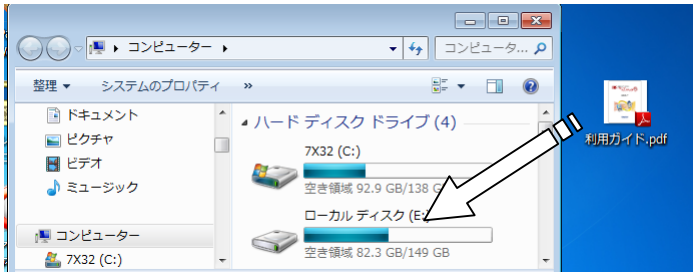 コンピューター
コンピュータ...
整理
システムのプロパティ
»
ドキュメント
ピクチャ
ビデオ
ミュージック
コンピューター
7X32 (C:)
ハード ディスク ドライブ (4)
7X32 (C:)
空き領域 92.9 GB/138 G
ローカル ディスク (E:)
空き領域 82.3 GB/149 GB
利用ガイド.pdf